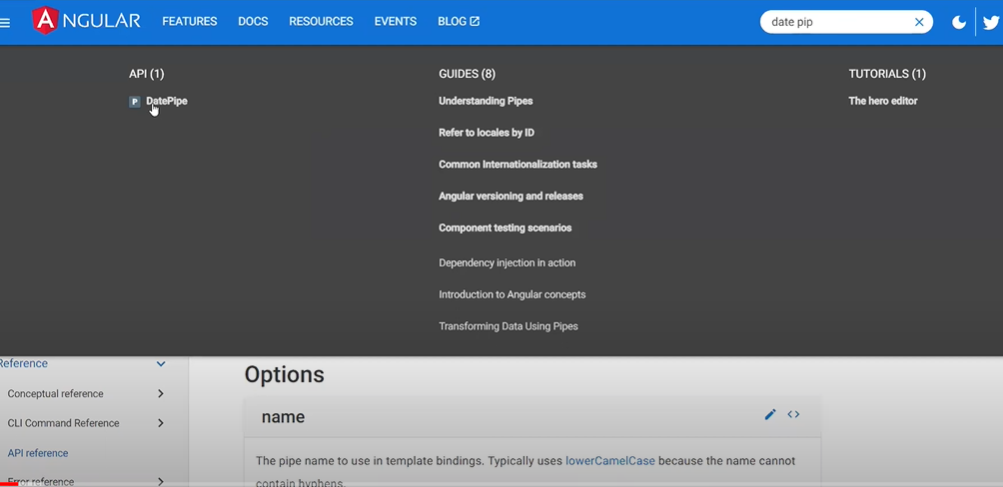 ANGULAR FEATURES DOCS RESOURCES EVENTS BLOG date pip
API (1) GUIDES (8) TUTORIALS (1)
P DatePipe Understanding Pipes The hero editor
Refer to locales by ID
Common Internationalization tasks
Angular versioning and releases
Component testing scenarios
Dependency injection in action
Introduction to Angular concepts
Transforming Data Using Pipes
Reference
Conceptual reference
CLI Command Reference
API reference
Error reference
Options
name
The pipe name to use in template bindings. Typically uses lowerCamelCase because the name cannot
contain hyphens.